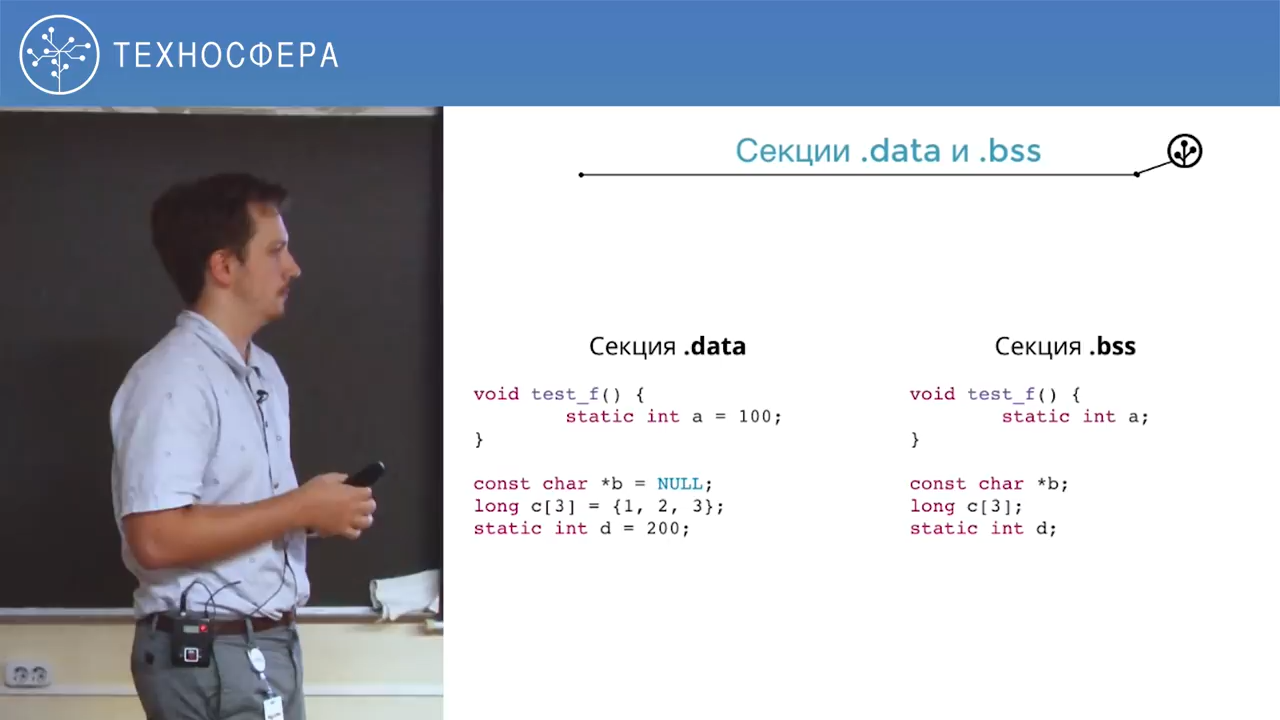 ТЕХНОСФЕРА
Секции .data и .bss
Секция .data
void test_f() {
static int a = 100;
}
const char *b = NULL;
long c[3] = {1, 2, 3};
static int d = 200;
Секция .bss
void test_f() {
static int a;
}
const char *b;
long c[3];
static int d;